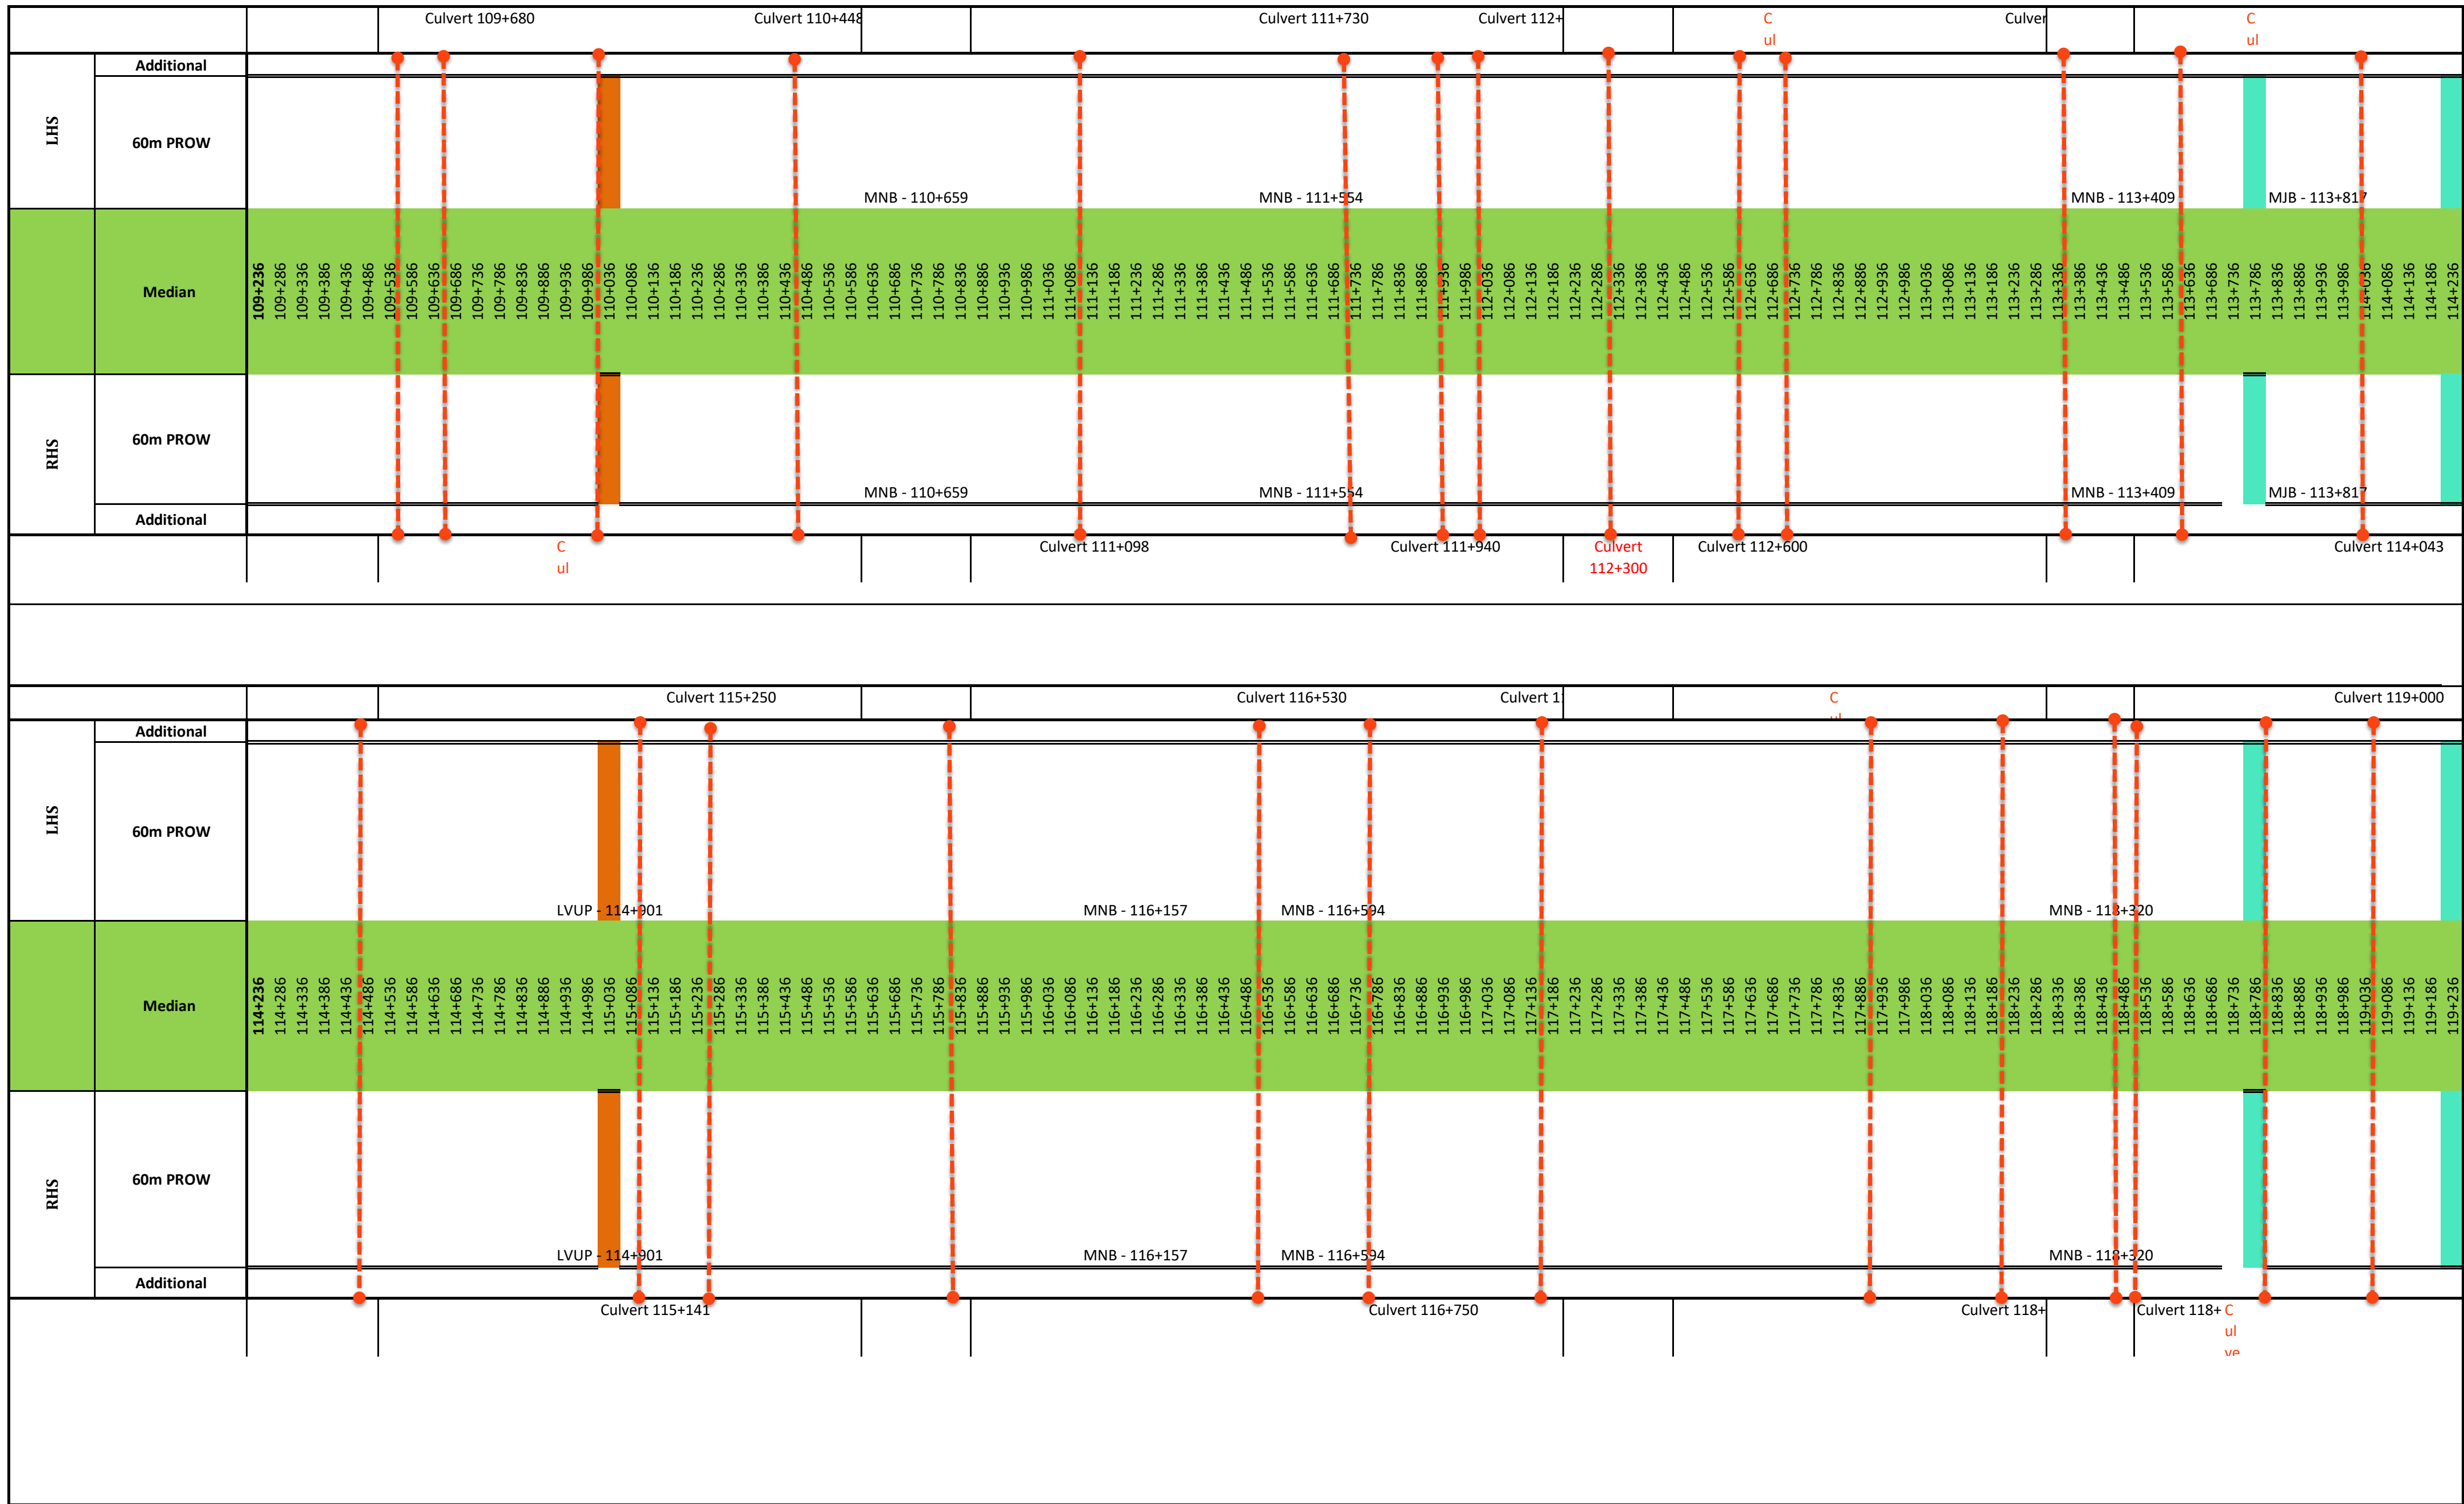 Culvert 109+680 Culvert 110+448 Culvert 111+730 Culvert 112+ C Culver C
ul ul
Additional
LHS
60m PROW
MNB - 110+659 MNB - 111+554 MNB - 113+409 MJB - 113+817
Median
109+236 109+286 109+336 109+386 109+436 109+486 109+536 109+586 109+636 109+686 109+736 109+786 109+836 109+886 109+936 109+986 110+036 110+086 110+136 110+186 110+236 110+286 110+336 110+386 110+436 110+486 110+536 110+586 110+636 110+686 110+736 110+786 110+836 110+886 110+936 110+986 111+036 111+086 111+136 111+186 111+236 111+286 111+336 111+386 111+436 111+486 111+536 111+586 111+636 111+686 111+736 111+786 111+836 111+886 111+936 111+986 112+036 112+086 112+136 112+186 112+236 112+286 112+336 112+386 112+436 112+486 112+536 112+586 112+636 112+686 112+736 112+786 112+836 112+886 112+936 112+986 113+036 113+086 113+136 113+186 113+236 113+286 113+336 113+386 113+436 113+486 113+536 113+586 113+636 113+686 113+736 113+786 113+836 113+886 113+936 113+986 114+036 114+086 114+136 114+186 114+236
RHS
60m PROW
MNB - 110+659 MNB - 111+554 MNB - 113+409 MJB - 113+817
Additional
C Culvert 111+098 Culvert 111+940 Culvert Culvert 112+600 Culvert 114+043
ul 112+300
Culvert 115+250 Culvert 116+530 Culvert 11 C Culvert 119+000
ul
Additional
LHS
60m PROW
LVUP - 114+901 MNB - 116+157 MNB - 116+594 MNB - 118+320
Median
114+236 114+286 114+336 114+386 114+436 114+486 114+536 114+586 114+636 114+686 114+736 114+786 114+836 114+886 114+936 114+986 115+036 115+086 115+136 115+186 115+236 115+286 115+336 115+386 115+436 115+486 115+536 115+586 115+636 115+686 115+736 115+786 115+836 115+886 115+936 115+986 116+036 116+086 116+136 116+186 116+236 116+286 116+336 116+386 116+436 116+486 116+536 116+586 116+636 116+686 116+736 116+786 116+836 116+886 116+936 116+986 117+036 117+086 117+136 117+186 117+236 117+286 117+336 117+386 117+436 117+486 117+536 117+586 117+636 117+686 117+736 117+786 117+836 117+886 117+936 117+986 118+036 118+086 118+136 118+186 118+236 118+286 118+336 118+386 118+436 118+486 118+536 118+586 118+636 118+686 118+736 118+786 118+836 118+886 118+936 118+986 119+036 119+086 119+136 119+186 119+236
RHS
60m PROW
LVUP - 114+901 MNB - 116+157 MNB - 116+594 MNB - 118+320
Additional
Culvert 115+141 Culvert 116+750 Culvert 118+ Culvert 118+ C
ul
ve